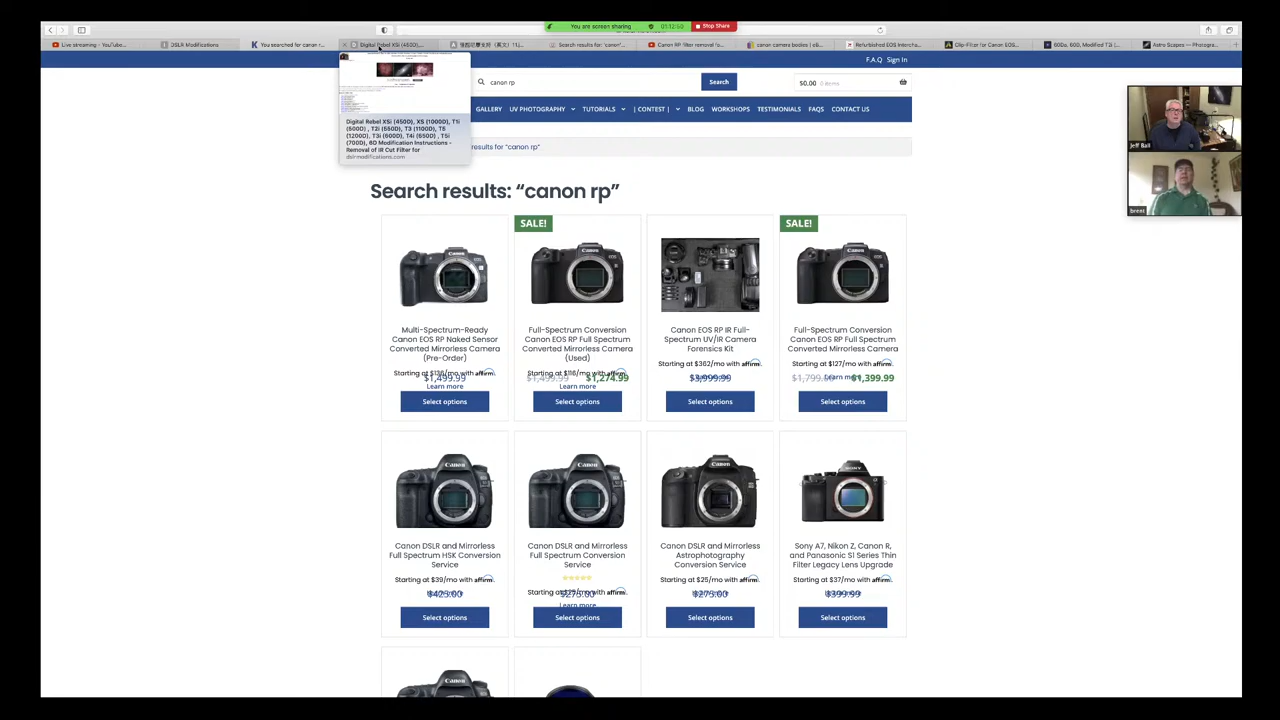 You are screen sharing
01:12:50
Stop Share
Live streaming - YouTube...
DSLR Modifications
You searched for canon r...
Digital Rebel XSi (450D),...
Search results for: "canon"...
Canon RP filter removal fo...
canon camera bodies | eB...
Refurbished EOS Intercha...
Clip-Filter for Canon EOS...
60Da, 60D, Modified T3i |...
Astro Scapes — Photogra...
F.A.Q Sign In
canon rp
Search
$0.00 0 items
GALLERY
UV PHOTOGRAPHY
TUTORIALS
| CONTEST |
BLOG
WORKSHOPS
TESTIMONIALS
FAQS
CONTACT US
Digital Rebel XSi (450D), XS (1000D), T1i
(500D) , T2i (550D), T3 (1100D), T5
(1200D), T3i (600D), T4i (650D) , T5i
(700D), 6D Modification Instructions -
Removal of IR Cut Filter for
dslrmodifications.com
results for “canon rp”
Jeff Ball
brent
Search results: “canon rp”
SALE!
SALE!
Multi-Spectrum-Ready
Canon EOS RP Naked Sensor
Converted Mirrorless Camera
(Pre-Order)
Starting at $136/mo with affirm.
$1,499.99
Learn more
Select options
Full-Spectrum Conversion
Canon EOS RP Full Spectrum
Converted Mirrorless Camera
(Used)
Starting at $116/mo with affirm.
$1,499.99 $1,274.99
Learn more
Select options
Canon EOS RP IR Full-
Spectrum UV/IR Camera
Forensics Kit
Starting at $362/mo with affirm.
$3,999.99
Select options
Full-Spectrum Conversion
Canon EOS RP Full Spectrum
Converted Mirrorless Camera
Starting at $127/mo with affirm.
Learn more
$1,399.99
Select options
Canon DSLR and Mirrorless
Full Spectrum HSK Conversion
Service
Starting at $39/mo with affirm.
$425.00
Select options
Canon DSLR and Mirrorless
Full Spectrum Conversion
Service
Starting at $25/mo with affirm.
$275.00
Learn more
Select options
Canon DSLR and Mirrorless
Astrophotography
Conversion Service
Starting at $25/mo with affirm.
$275.00
Select options
Sony A7, Nikon Z, Canon R,
and Panasonic S1 Series Thin
Filter Legacy Lens Upgrade
Starting at $37/mo with affirm.
$399.99
Select options